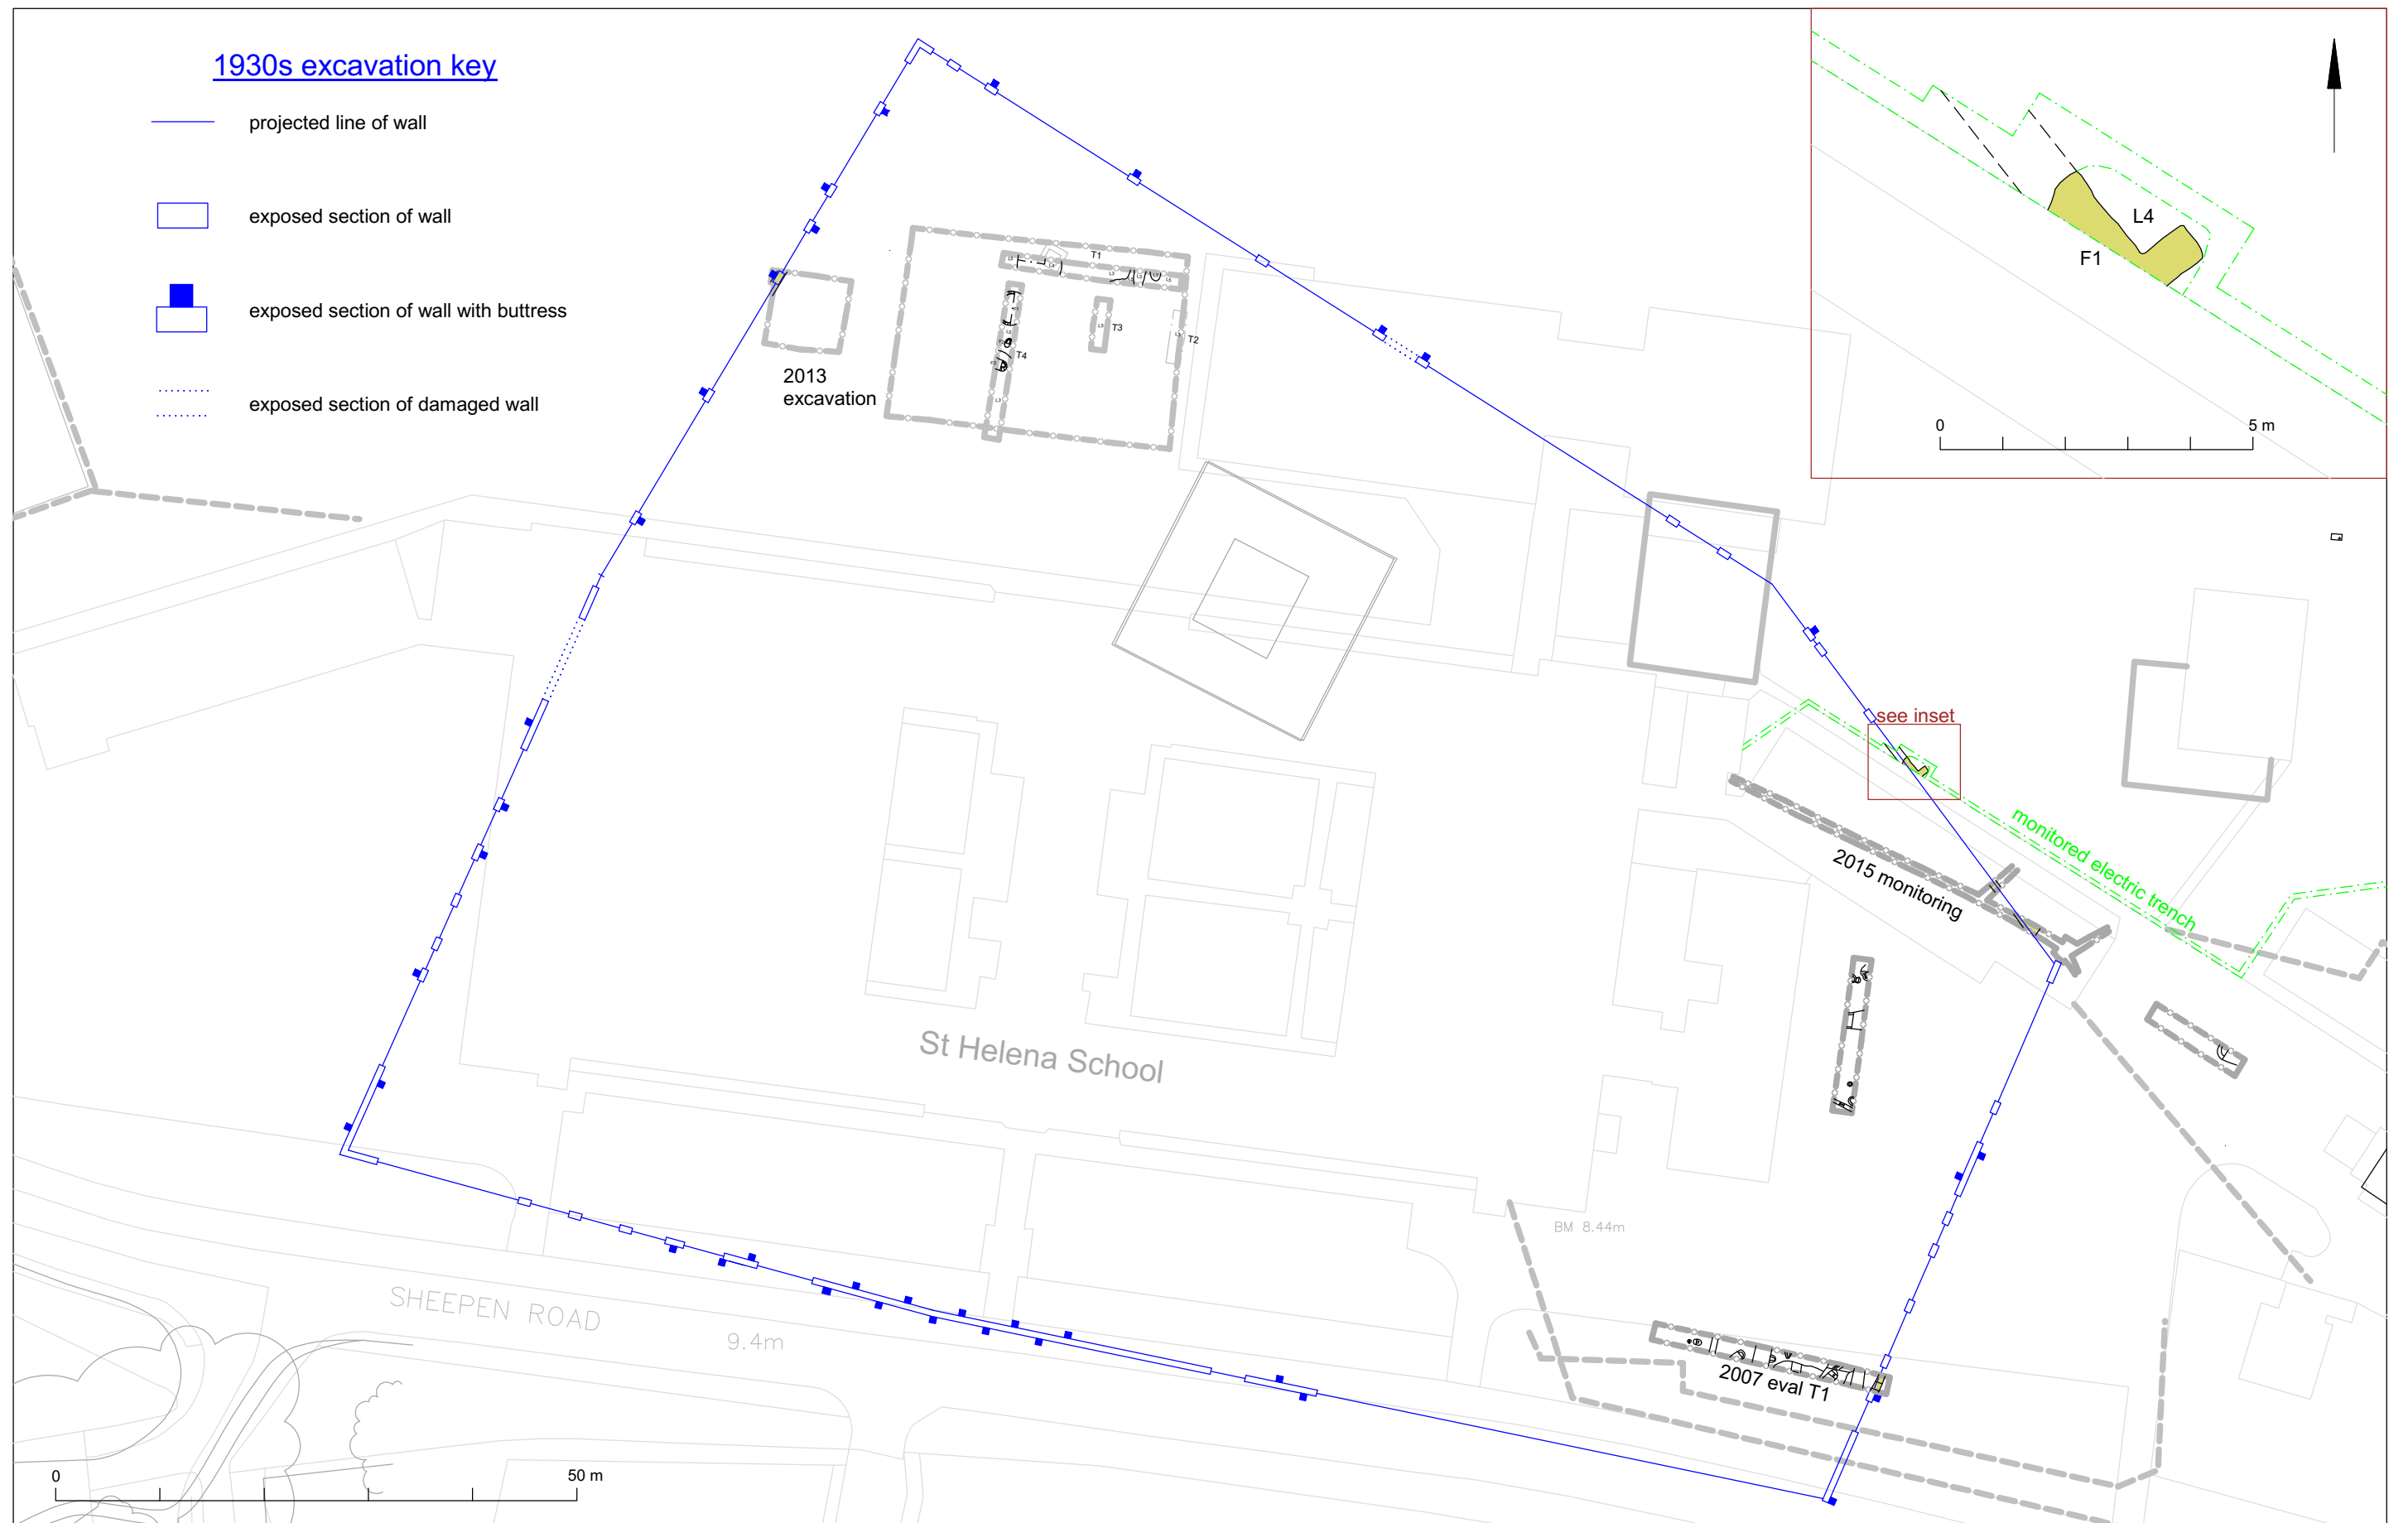 1930s excavation key
projected line of wall
exposed section of wall
exposed section of wall with buttress
exposed section of damaged wall
L4
F1
0
5 m
T1
T3
T2
T4
2013
excavation
see inset
monitored electric trench
2015 monitoring
St Helena School
BM 8.44m
SHEEPEN ROAD
9.4m
2007 eval T1
0
50 m